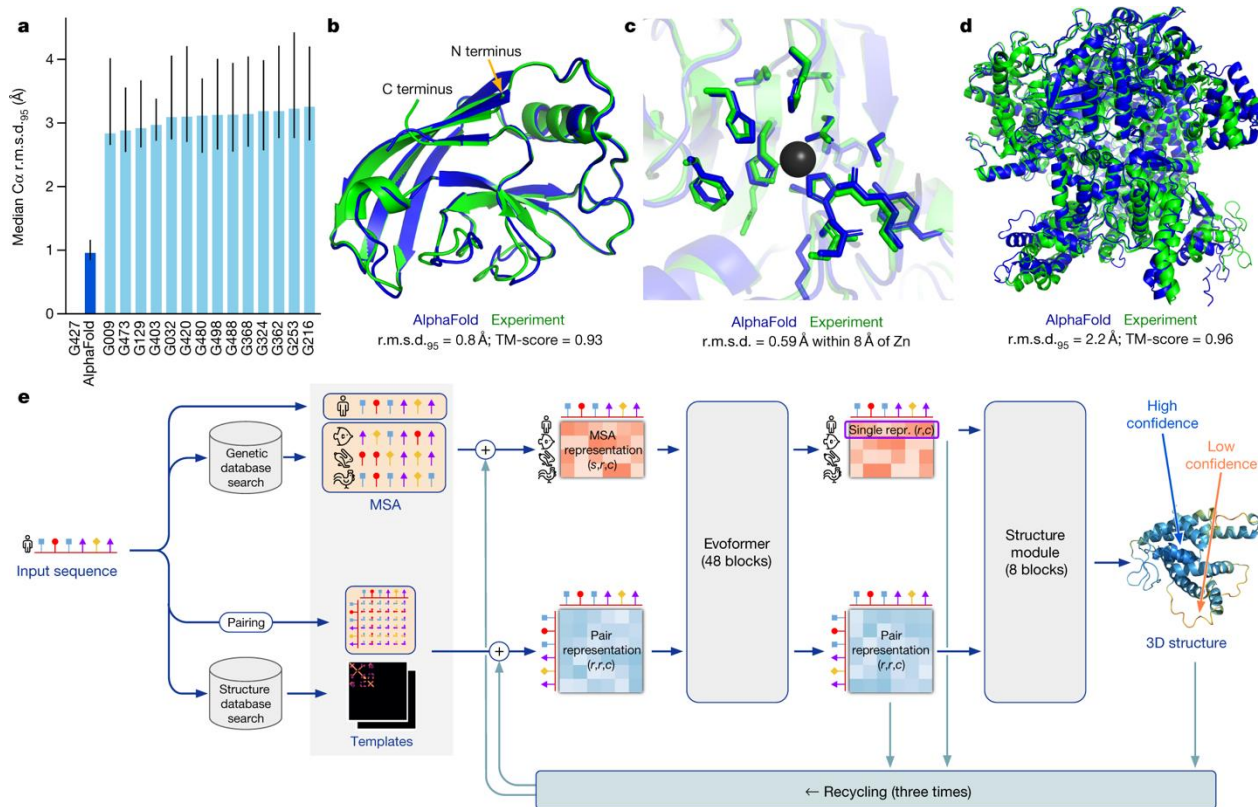 a
Median Cα r.m.s.d.95 (Å)
4
3
2
1
0
G427
AlphaFold
G009
G473
G129
G403
G032
G420
G480
G498
G488
G368
G324
G362
G253
G216
b
N terminus
C terminus
AlphaFold Experiment
r.m.s.d.95 = 0.8 Å; TM-score = 0.93
c
AlphaFold Experiment
r.m.s.d. = 0.59 Å within 8 Å of Zn
d
AlphaFold Experiment
r.m.s.d.95 = 2.2 Å; TM-score = 0.96
e
Input sequence
Genetic
database
search
MSA
Pairing
Structure
database
search
Templates
+
+
MSA
representation
(s,r,c)
Pair
representation
(r,r,c)
Evoformer
(48 blocks)
Single repr. (r,c)
Pair
representation
(r,r,c)
Structure
module
(8 blocks)
High
confidence
Low
confidence
3D structure
← Recycling (three times)